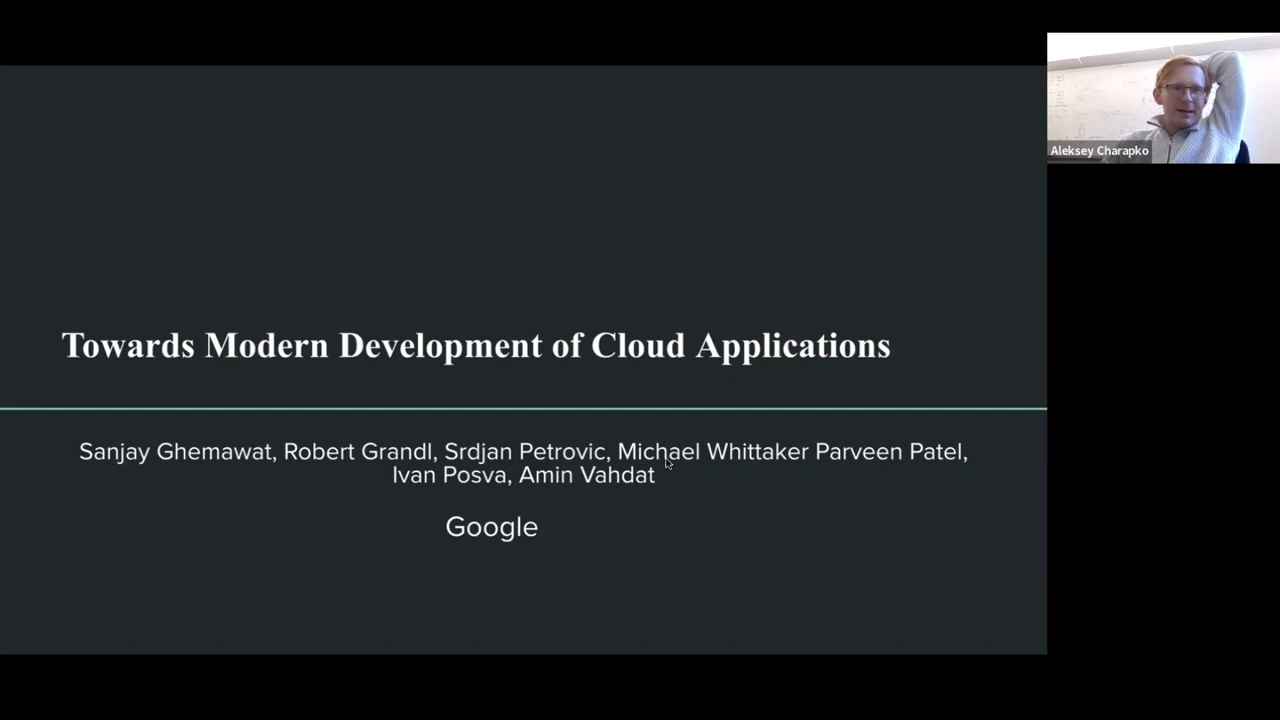 Towards Modern Development of Cloud Applications
Sanjay Ghemawat, Robert Grandl, Srdjan Petrovic, Michael Whittaker Parveen Patel,
Ivan Posva, Amin Vahdat
Google
Aleksey Charapko